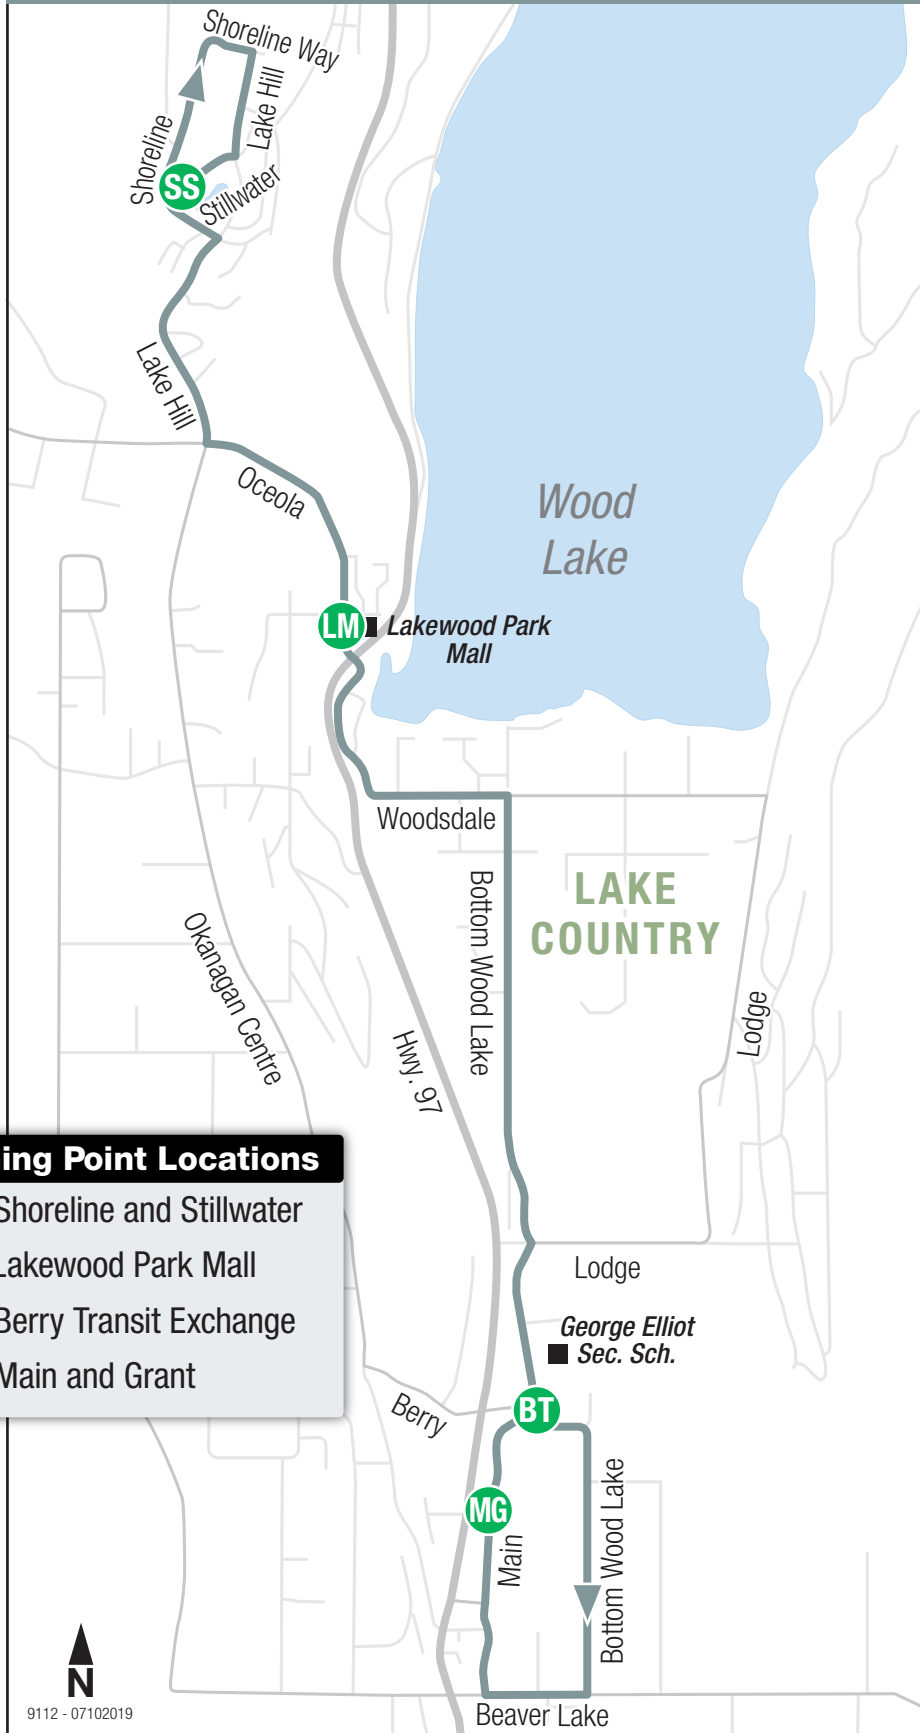 Shoreline Way
Lake Hill
Shoreline
SS
Stillwater
Lake Hill
Oceola
Wood
Lake
LM
Lakewood Park
Mall
Woodsdale
Bottom Wood Lake
LAKE
COUNTRY
Okanagan Centre
Hwy. 97
Lodge
ing Point Locations
Shoreline and Stillwater
Lakewood Park Mall
Berry Transit Exchange
Main and Grant
Lodge
George Elliot
Sec. Sch.
BT
Berry
MG
Main
Bottom Wood Lake
N
9112 - 07102019
Beaver Lake